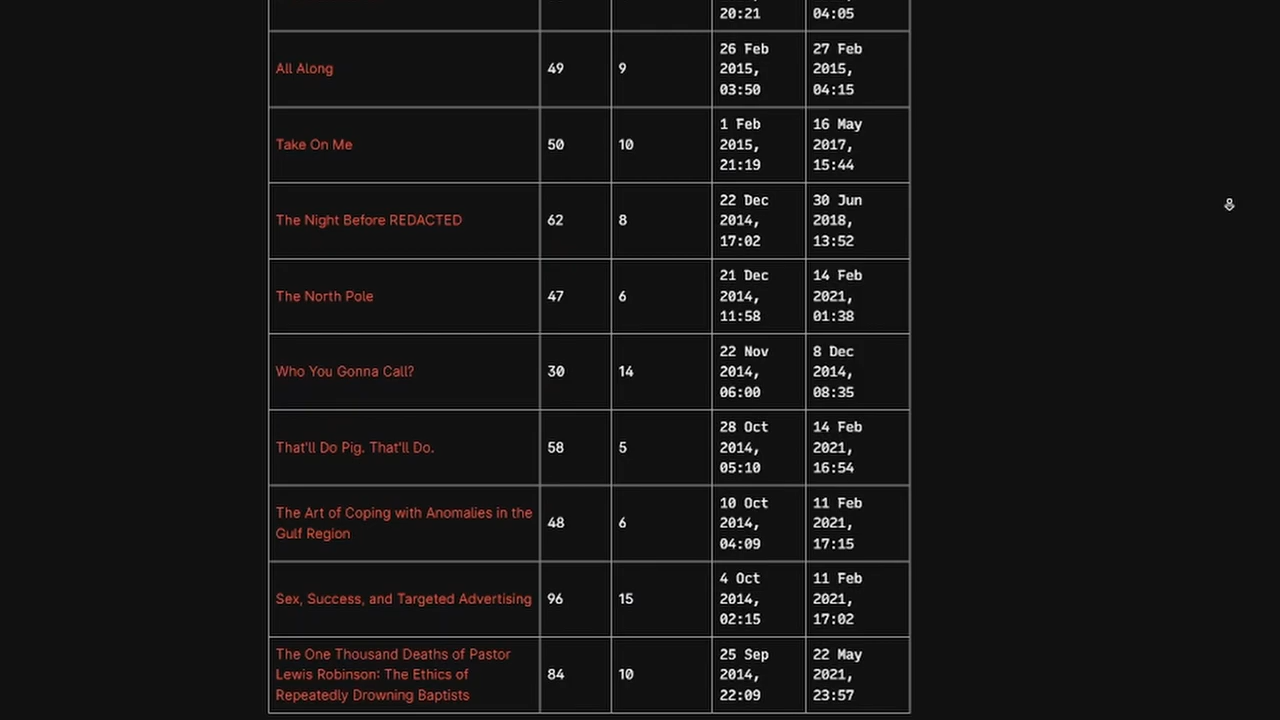 20:21
04:05
All Along
49
9
26 Feb
2015,
03:50
27 Feb
2015,
04:15
Take On Me
50
10
1 Feb
2015,
21:19
16 May
2017,
15:44
The Night Before REDACTED
62
8
22 Dec
2014,
17:02
30 Jun
2018,
13:52
The North Pole
47
6
21 Dec
2014,
11:58
14 Feb
2021,
01:38
Who You Gonna Call?
30
14
22 Nov
2014,
06:00
8 Dec
2014,
08:35
That'll Do Pig. That'll Do.
58
5
28 Oct
2014,
05:10
14 Feb
2021,
16:54
The Art of Coping with Anomalies in the
Gulf Region
48
6
10 Oct
2014,
04:09
11 Feb
2021,
17:15
Sex, Success, and Targeted Advertising
96
15
4 Oct
2014,
02:15
11 Feb
2021,
17:02
The One Thousand Deaths of Pastor
Lewis Robinson: The Ethics of
Repeatedly Drowning Baptists
84
10
25 Sep
2014,
22:09
22 May
2021,
23:57